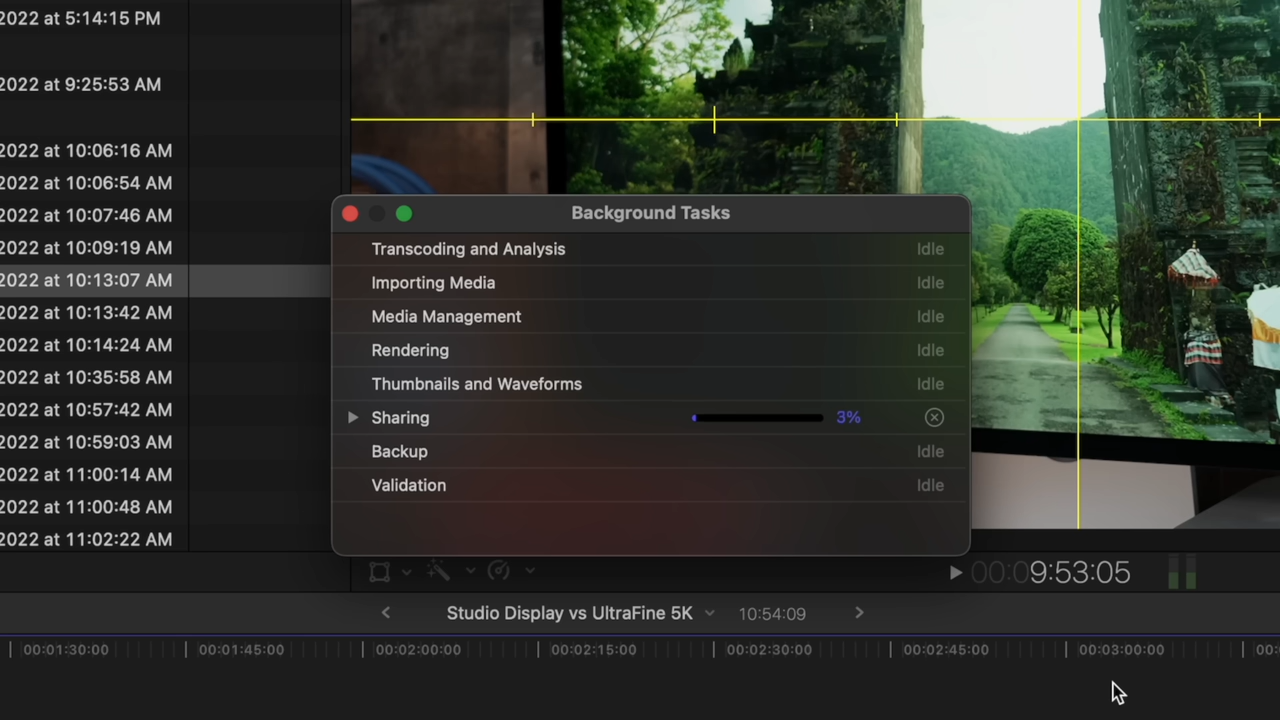 2022 at 5:14:15 PM
2022 at 9:25:53 AM
2022 at 10:06:16 AM
2022 at 10:06:54 AM
2022 at 10:07:46 AM
2022 at 10:09:19 AM
2022 at 10:13:07 AM
2022 at 10:13:42 AM
2022 at 10:14:24 AM
2022 at 10:35:58 AM
2022 at 10:57:42 AM
2022 at 10:59:03 AM
2022 at 11:00:14 AM
2022 at 11:00:48 AM
2022 at 11:02:22 AM
Background Tasks
Transcoding and Analysis Idle
Importing Media Idle
Media Management Idle
Rendering Idle
Thumbnails and Waveforms Idle
Sharing 3%
Backup Idle
Validation Idle
00:09:53:05
Studio Display vs UltraFine 5K 10:54:09
00:01:30:00 00:01:45:00 00:02:00:00 00:02:15:00 00:02:30:00 00:02:45:00 00:03:00:00 00: